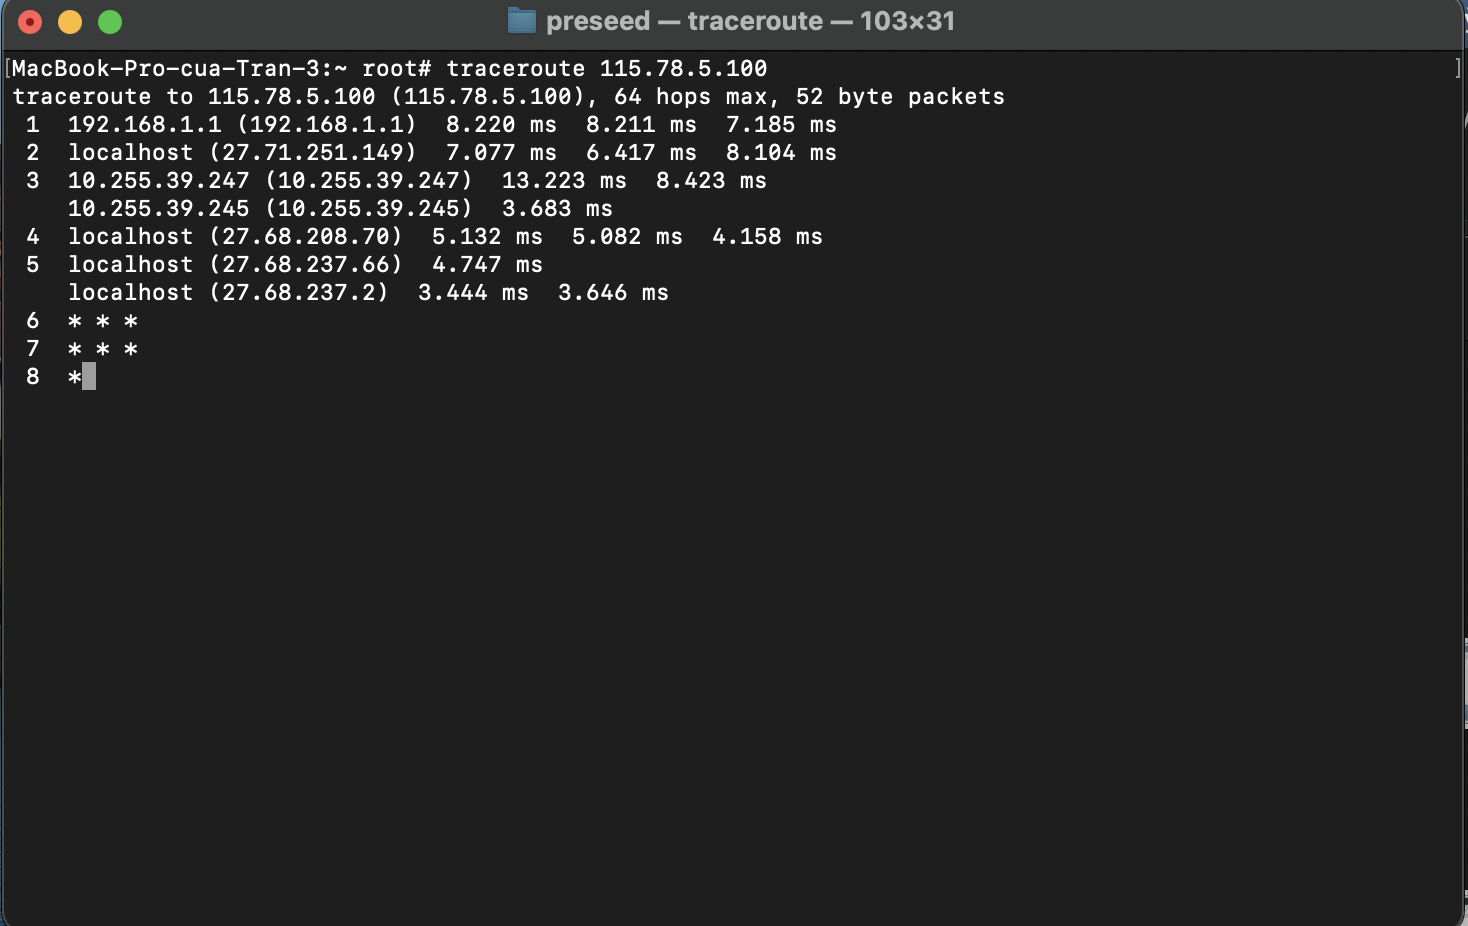 preseed — traceroute — 103×31
[MacBook-Pro-cua-Tran-3:~ root# traceroute 115.78.5.100 ]
traceroute to 115.78.5.100 (115.78.5.100), 64 hops max, 52 byte packets
 1  192.168.1.1 (192.168.1.1)  8.220 ms  8.211 ms  7.185 ms
 2  localhost (27.71.251.149)  7.077 ms  6.417 ms  8.104 ms
 3  10.255.39.247 (10.255.39.247)  13.223 ms  8.423 ms
    10.255.39.245 (10.255.39.245)  3.683 ms
 4  localhost (27.68.208.70)  5.132 ms  5.082 ms  4.158 ms
 5  localhost (27.68.237.66)  4.747 ms
    localhost (27.68.237.2)  3.444 ms  3.646 ms
 6  * * *
 7  * * *
 8  *